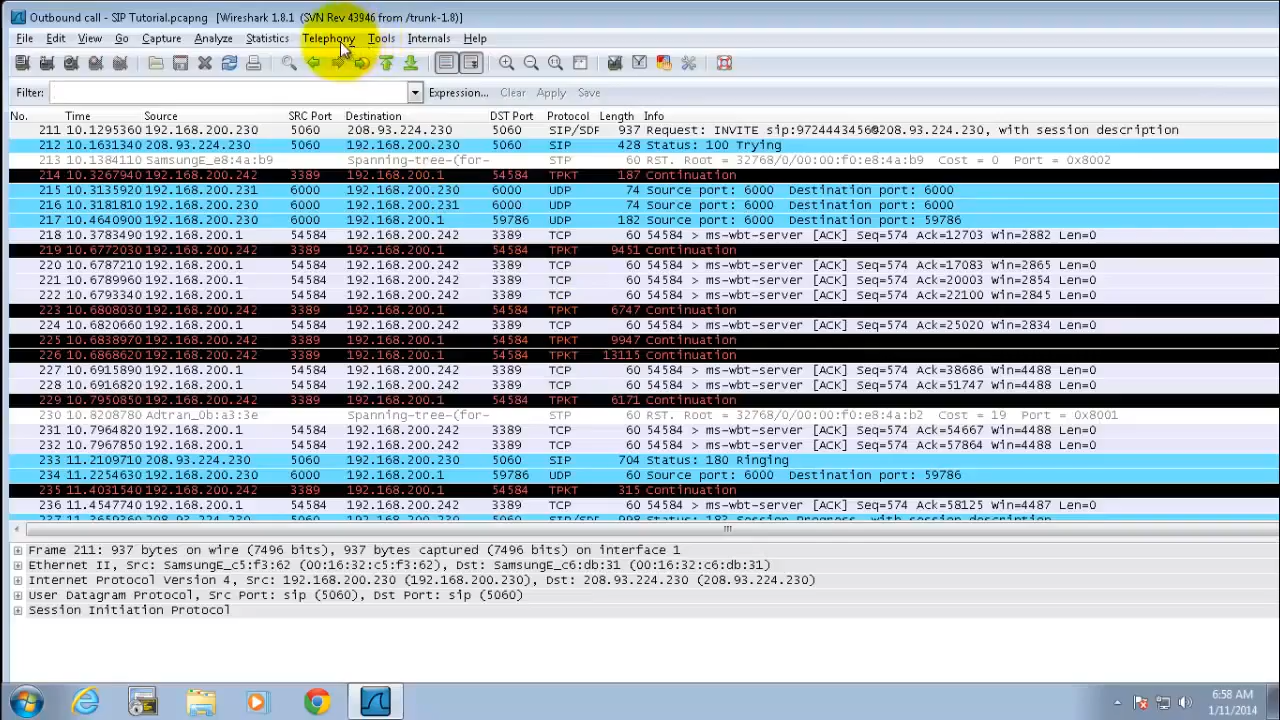 Outbound call - SIP Tutorial.pcapng [Wireshark 1.8.1 (SVN Rev 43946 from /trunk-1.8)]
File Edit View Go Capture Analyze Statistics Telephony Tools Internals Help
Filter: Expression... Clear Apply Save
No. Time Source SRC Port Destination DST Port Protocol Length Info
211 10.1295360 192.168.200.230 5060 208.93.224.230 5060 SIP/SDF 937 Request: INVITE 208.93.224.230, with session description
212 10.1631340 208.93.224.230 5060 192.168.200.230 5060 SIP 428 Status: 100 Trying
213 10.1384110 SamsungE_e8:4a:b9 Spanning-tree-(for- STP 60 RST. Root = 32768/0/00:00:f0:e8:4a:b9 Cost = 0 Port = 0x8002
214 10.3267940 192.168.200.242 3389 192.168.200.1 54584 TPKT 187 Continuation
215 10.3135920 192.168.200.231 6000 192.168.200.230 6000 UDP 74 Source port: 6000 Destination port: 6000
216 10.3181810 192.168.200.230 6000 192.168.200.231 6000 UDP 74 Source port: 6000 Destination port: 6000
217 10.4640900 192.168.200.230 6000 192.168.200.1 59786 UDP 182 Source port: 6000 Destination port: 59786
218 10.3783490 192.168.200.1 54584 192.168.200.242 3389 TCP 60 54584 > ms-wbt-server [ACK] Seq=574 Ack=12703 Win=2882 Len=0
219 10.6772030 192.168.200.242 3389 192.168.200.1 54584 TPKT 9451 Continuation
220 10.6787210 192.168.200.1 54584 192.168.200.242 3389 TCP 60 54584 > ms-wbt-server [ACK] Seq=574 Ack=17083 Win=2865 Len=0
221 10.6789960 192.168.200.1 54584 192.168.200.242 3389 TCP 60 54584 > ms-wbt-server [ACK] Seq=574 Ack=20003 Win=2854 Len=0
222 10.6793340 192.168.200.1 54584 192.168.200.242 3389 TCP 60 54584 > ms-wbt-server [ACK] Seq=574 Ack=22100 Win=2845 Len=0
223 10.6808030 192.168.200.242 3389 192.168.200.1 54584 TPKT 6747 Continuation
224 10.6820660 192.168.200.1 54584 192.168.200.242 3389 TCP 60 54584 > ms-wbt-server [ACK] Seq=574 Ack=25020 Win=2834 Len=0
225 10.6838970 192.168.200.242 3389 192.168.200.1 54584 TPKT 9947 Continuation
226 10.6868620 192.168.200.242 3389 192.168.200.1 54584 TPKT 13115 Continuation
227 10.6915890 192.168.200.1 54584 192.168.200.242 3389 TCP 60 54584 > ms-wbt-server [ACK] Seq=574 Ack=38686 Win=4488 Len=0
228 10.6916820 192.168.200.1 54584 192.168.200.242 3389 TCP 60 54584 > ms-wbt-server [ACK] Seq=574 Ack=51747 Win=4488 Len=0
229 10.7950850 192.168.200.242 3389 192.168.200.1 54584 TPKT 6171 Continuation
230 10.8208780 Adtran_0b:a3:3e Spanning-tree-(for- STP 60 RST. Root = 32768/0/00:00:f0:e8:4a:b2 Cost = 19 Port = 0x8001
231 10.7964820 192.168.200.1 54584 192.168.200.242 3389 TCP 60 54584 > ms-wbt-server [ACK] Seq=574 Ack=54667 Win=4488 Len=0
232 10.7967850 192.168.200.1 54584 192.168.200.242 3389 TCP 60 54584 > ms-wbt-server [ACK] Seq=574 Ack=57864 Win=4488 Len=0
233 11.2109710 208.93.224.230 5060 192.168.200.230 5060 SIP 704 Status: 180 Ringing
234 11.2254630 192.168.200.230 6000 192.168.200.1 59786 UDP 60 Source port: 6000 Destination port: 59786
235 11.4031540 192.168.200.242 3389 192.168.200.1 54584 TPKT 315 Continuation
236 11.4547740 192.168.200.1 54584 192.168.200.242 3389 TCP 60 54584 > ms-wbt-server [ACK] Seq=574 Ack=58125 Win=4487 Len=0
237 11.3659360 208.93.224.230 5060 192.168.200.230 5060 SIP/SDF 998 Status: 183 Session Progress, with session description
Frame 211: 937 bytes on wire (7496 bits), 937 bytes captured (7496 bits) on interface 1
Ethernet II, Src: SamsungE_c5:f3:62 (00:16:32:c5:f3:62), Dst: SamsungE_c6:db:31 (00:16:32:c6:db:31)
Internet Protocol Version 4, Src: 192.168.200.230 (192.168.200.230), Dst: 208.93.224.230 (208.93.224.230)
User Datagram Protocol, Src Port: sip (5060), Dst Port: sip (5060)
Session Initiation Protocol
6:58 AM
1/11/2014